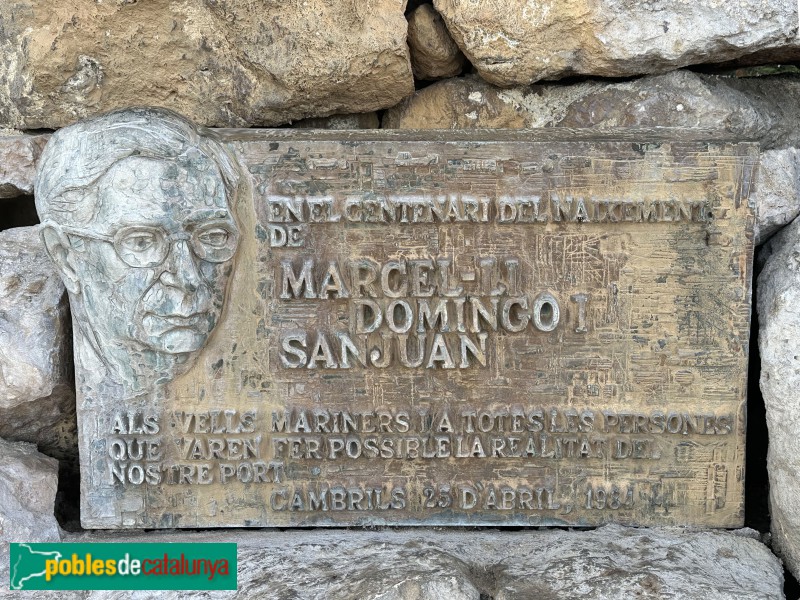 EN EL CENTENARI DEL NAIXEMENT
DE
MARCEL·LÍ
DOMINGO I
SANJUAN
ALS VELLS MARINERS I A TOTES LES PERSONES
QUE VAREN FER POSSIBLE LA REALITAT DEL
NOSTRE PORT
CAMBRILS 25 D'ABRIL, 1984
poblesdecatalunya